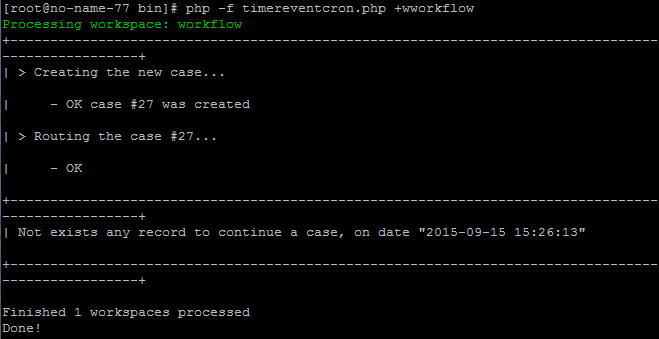 [root@no-name-77 bin]# php -f timereventcron.php +wworkflow
Processing workspace: workflow
+---------------------------------------------------------------------------------
-----------------+
| > Creating the new case...
|     - OK case #27 was created
| > Routing the case #27...
|     - OK
+---------------------------------------------------------------------------------
-----------------+
| Not exists any record to continue a case, on date "2015-09-15 15:26:13"
+---------------------------------------------------------------------------------
-----------------+
Finished 1 workspaces processed
Done!